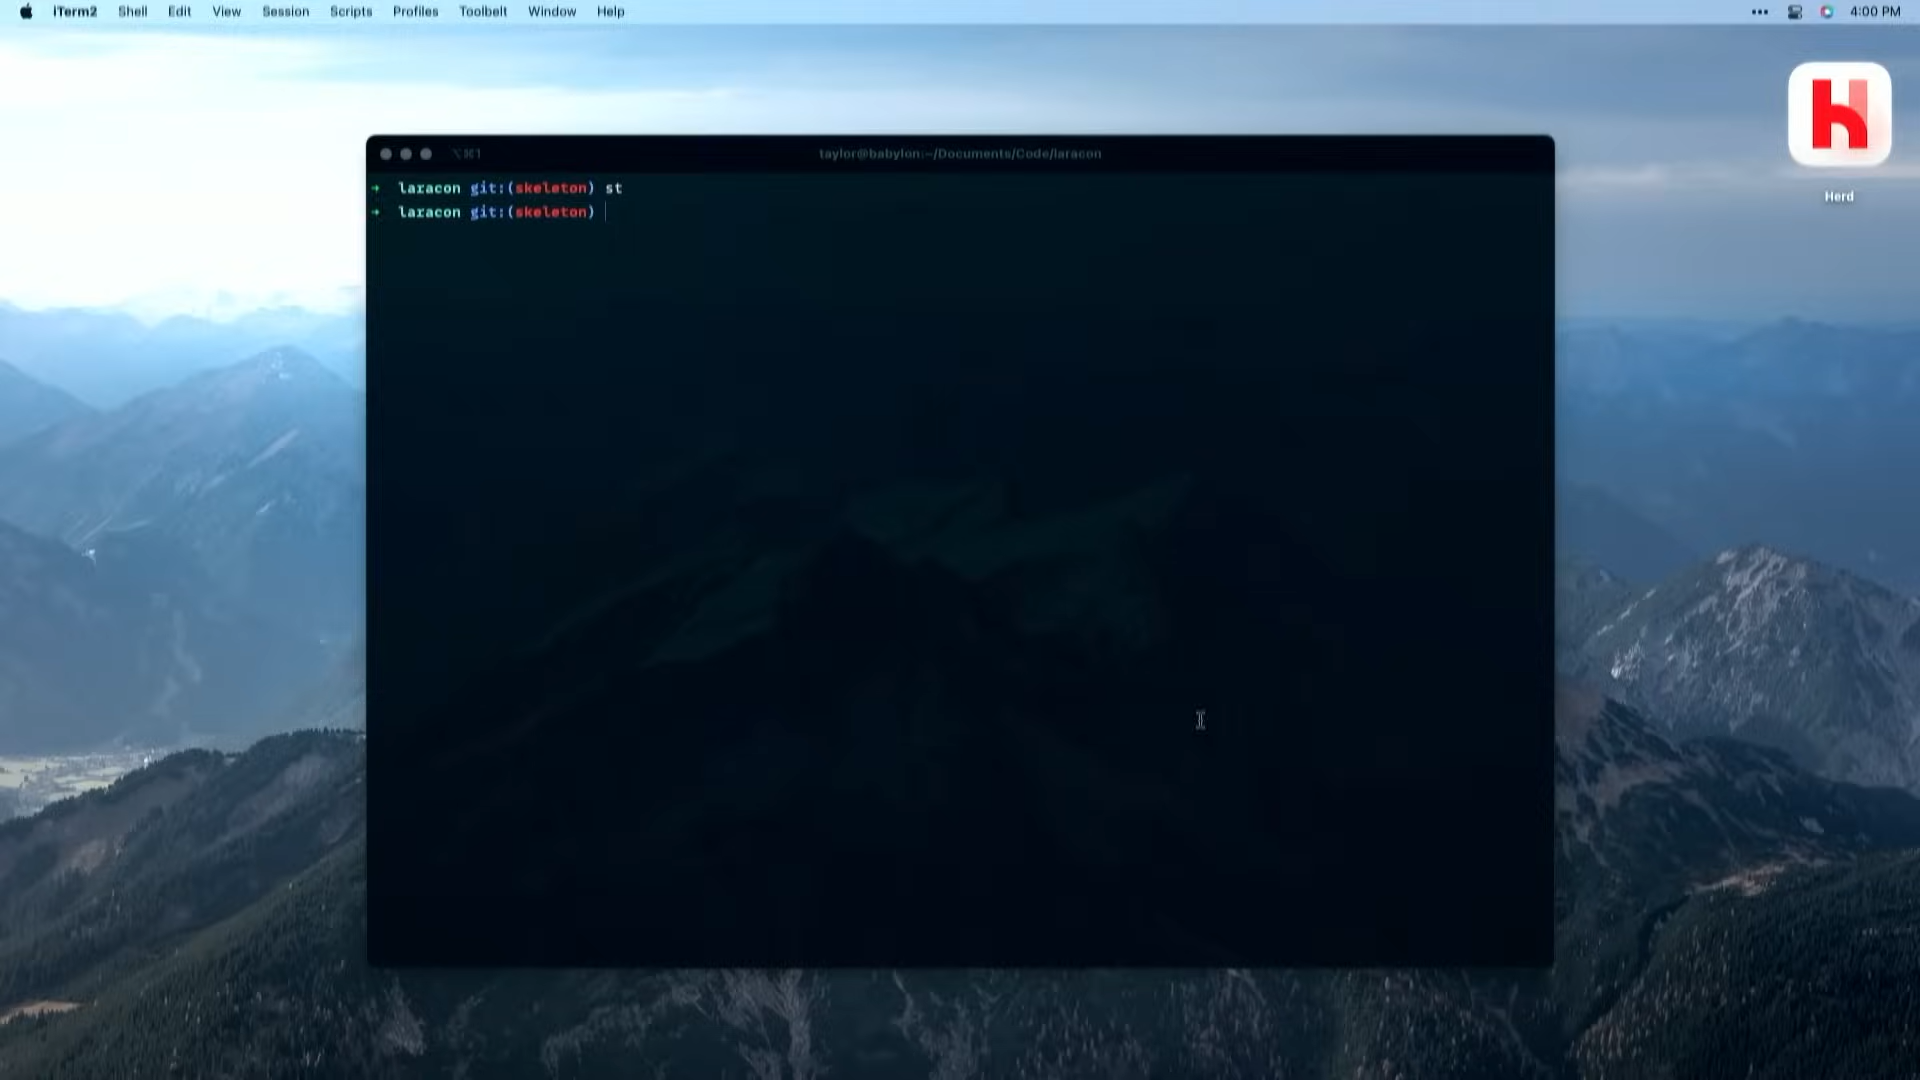 iTerm2 Shell Edit View Session Scripts Profiles Toolbelt Window Help 4:00 PM
Herd
⌥⌘1 taylor@babylon:~/Documents/Code/laracon
➜ laracon git:(skeleton) st
➜ laracon git:(skeleton)